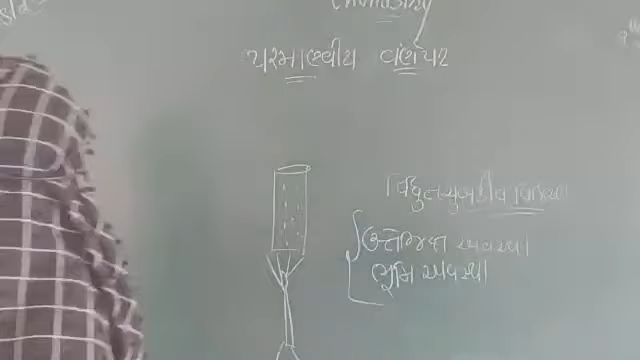 Chemistry
પરમાણ્વીય વર્ણપટ
વિદ્યુતચુંબકીય વિકિરણ
ઉત્તેજિત અવસ્થા
ભૂમિ અવસ્થા